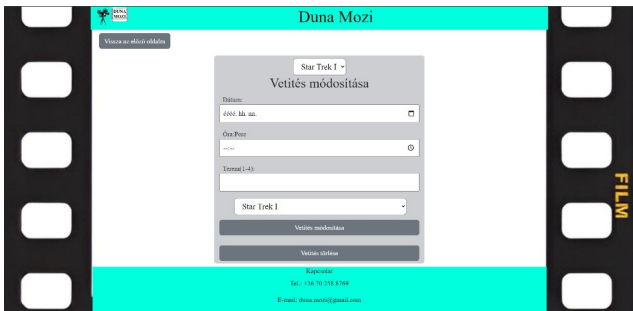 DUNA
MOZI
Duna Mozi
Vissza az előző oldalra
Star Trek I
Vetítés módosítása
Dátum:
éééé. hh. nn.
Óra:Perc:
--:--
Terem(1-4):
Star Trek I
Vetítés módosítása
Vetítés törlése
Kapcsolat
Tel.: +36 70 258 8769
E-mail: duna.mozi@gmail.com
FILM